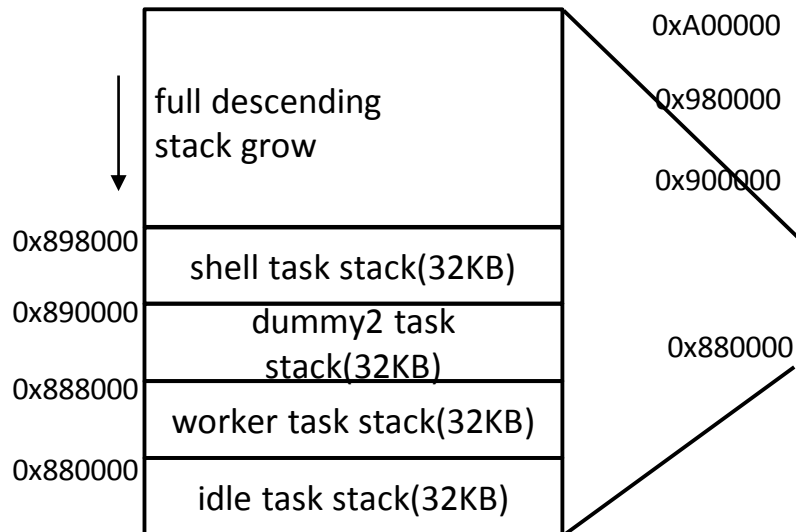 0xA00000
full descending
0x980000
stack grow
0x900000
0x898000
shell task stack(32KB)
0x890000
dummy2 task
stack(32KB)
0x880000
0x888000
worker task stack(32KB)
0x880000
idle task stack(32KB)